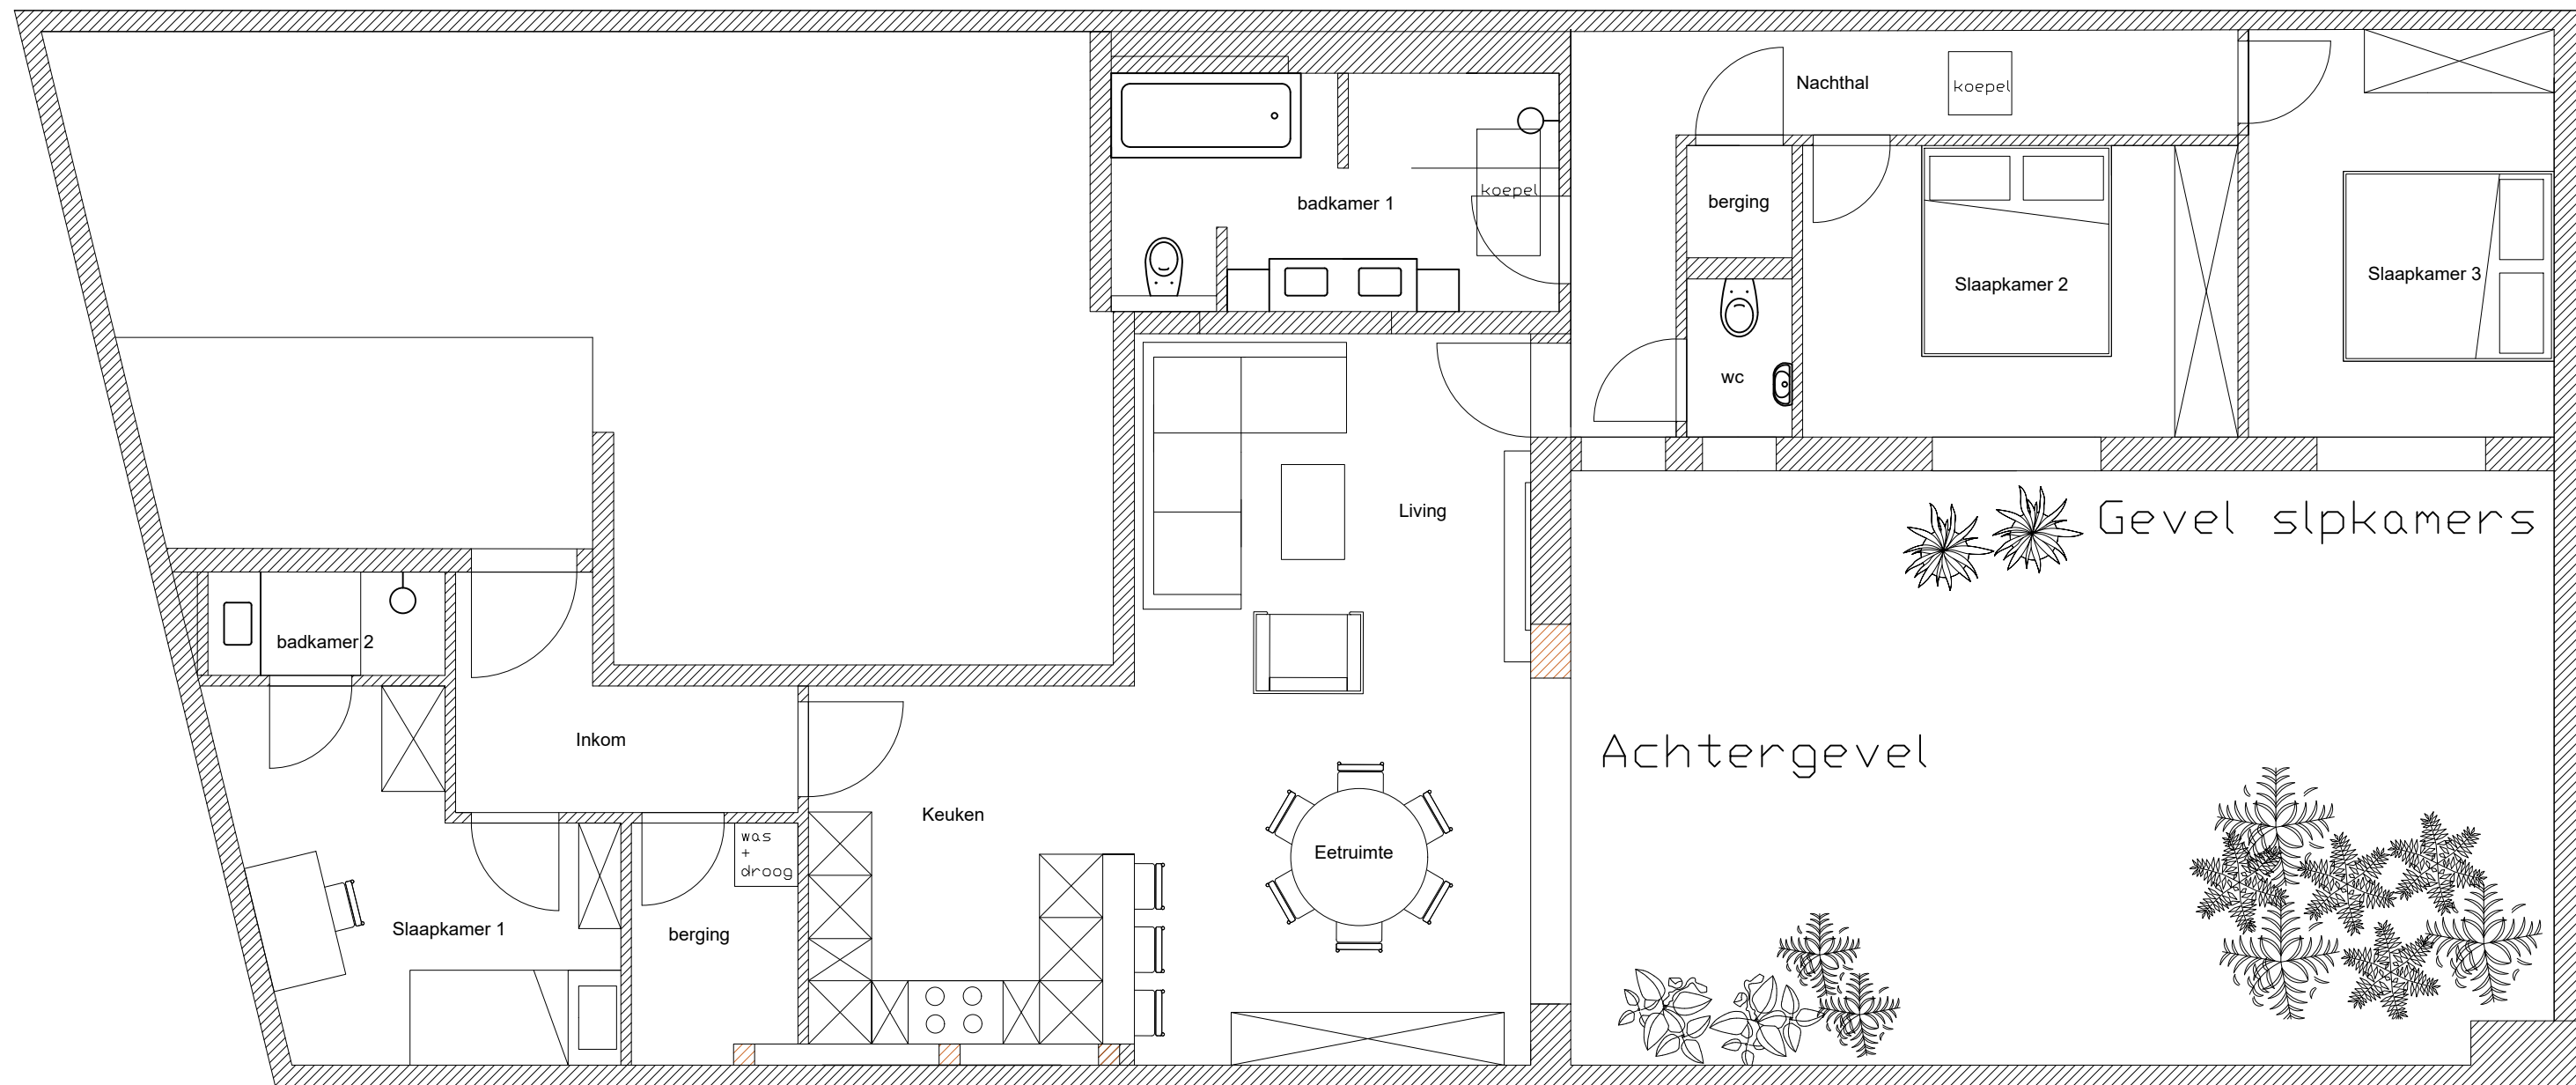 Nachthal
koepel
koepel
badkamer 1
berging
Slaapkamer 2
Slaapkamer 3
wc
Living
Gevel slpkamers
badkamer 2
Inkom
Achtergevel
Keuken
was
+
droog
Eetruimte
Slaapkamer 1
berging